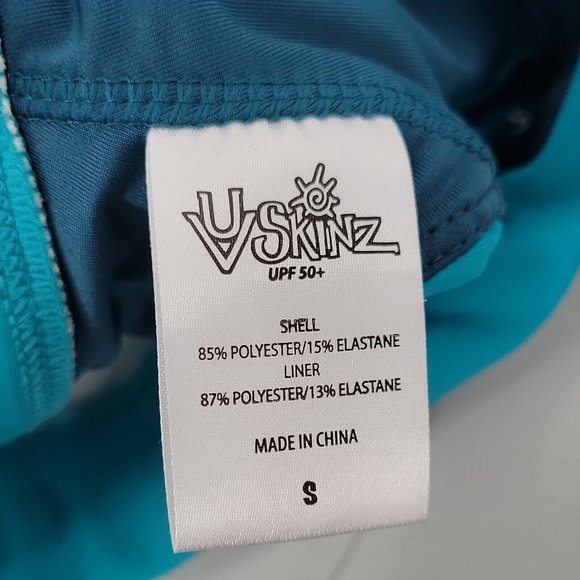 UV SKINZ
UPF 50+
SHELL
85% POLYESTER/15% ELASTANE
LINER
87% POLYESTER/13% ELASTANE
MADE IN CHINA
S